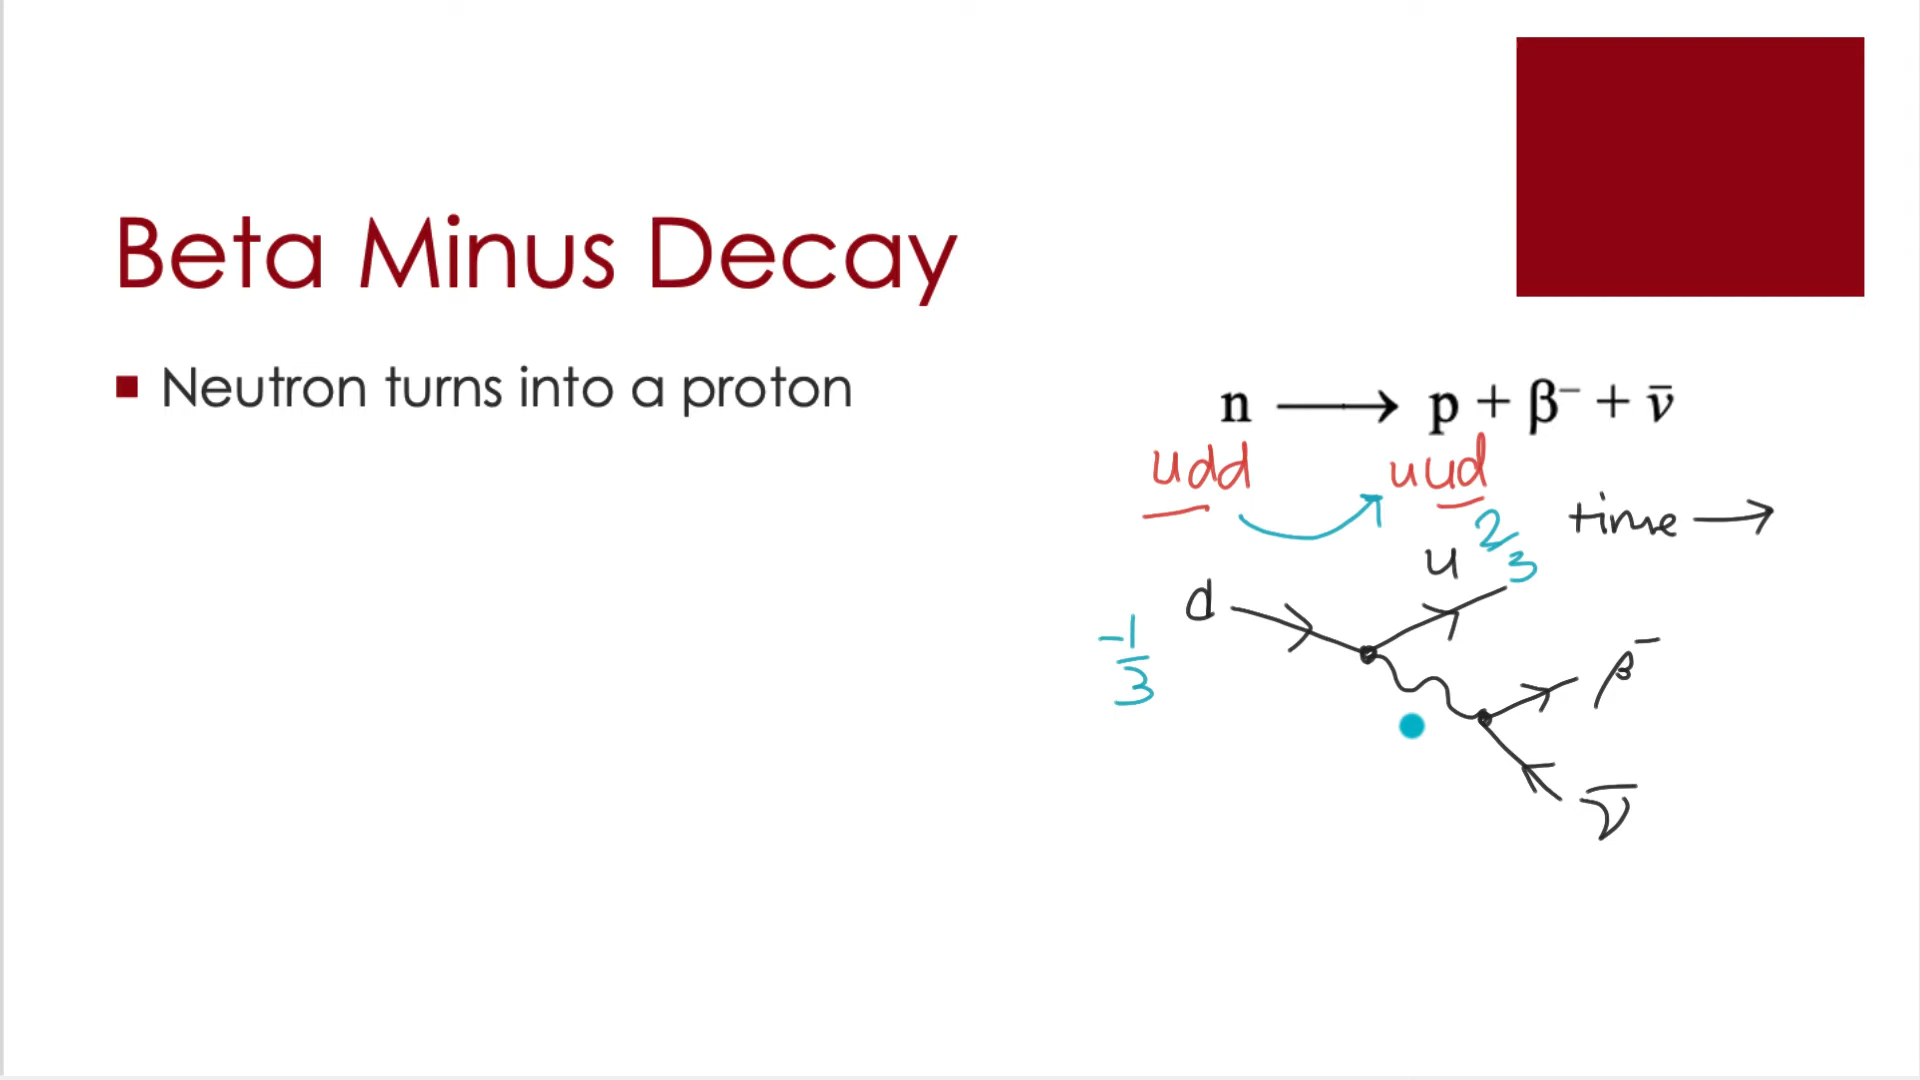 Beta Minus Decay
Neutron turns into a proton
n ⟶ p + β⁻ + ν̄
udd uud
time →
2/3
u
d
-1/3
β⁻
ν̄